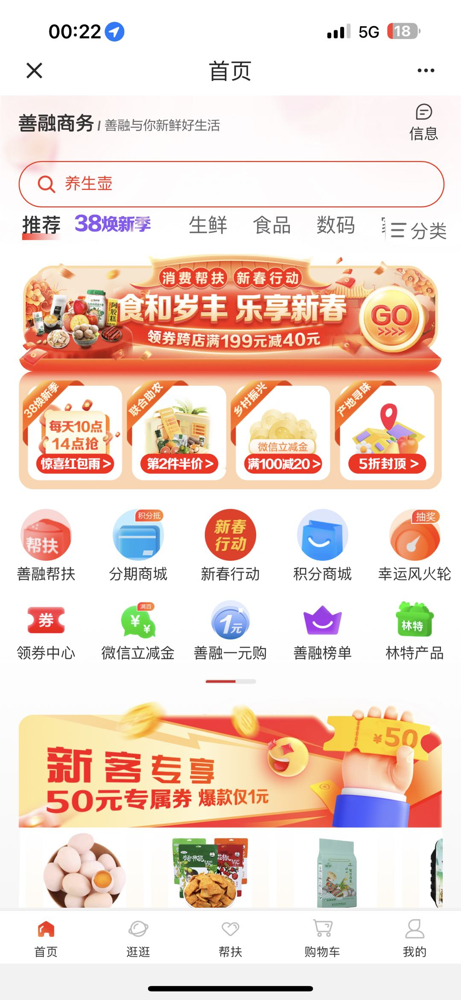 00:22
5G 18
首页
善融商务 / 善融与你新鲜好生活
信息
养生壶
推荐 38焕新季 生鲜 食品 数码 分类
消费帮扶 新春行动
食和岁丰 乐享新春
GO
领券跨店满199元减40元
阿胶糕
38焕新季
每天10点
14点抢
惊喜红包雨 >
联合助农
第2件半价 >
乡村振兴
微信立减金
满100减20 >
产地寻味
5折封顶 >
帮扶
积分抵
新春
行动
抽奖
善融帮扶 分期商城 新春行动 积分商城 幸运风火轮
券
满百
¥ ¥
1元
林特
领券中心 微信立减金 善融一元购 善融榜单 林特产品
¥50
新客专享
50元专属券 爆款仅1元
象牙香米
首页 逛逛 帮扶 购物车 我的